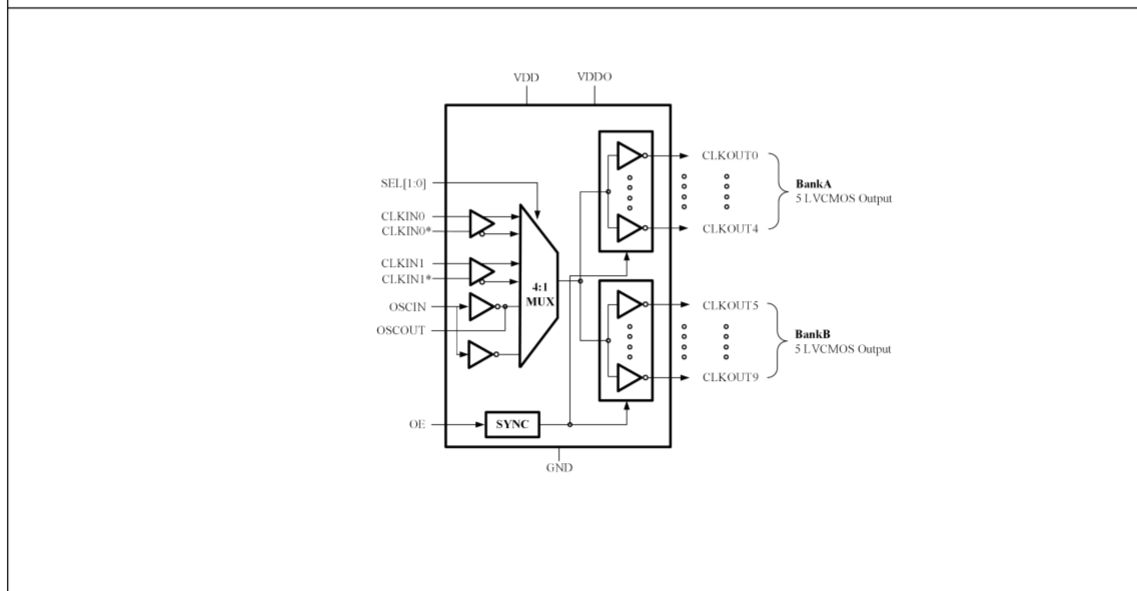 VDD
VDDO
SEL[1:0]
CLKIN0
CLKIN0*
CLKIN1
CLKIN1*
OSCIN
OSCOUT
4:1
MUX
OE
SYNC
GND
CLKOUT0
CLKOUT4
BankA
5 LVCMOS Output
CLKOUT5
CLKOUT9
BankB
5 LVCMOS Output